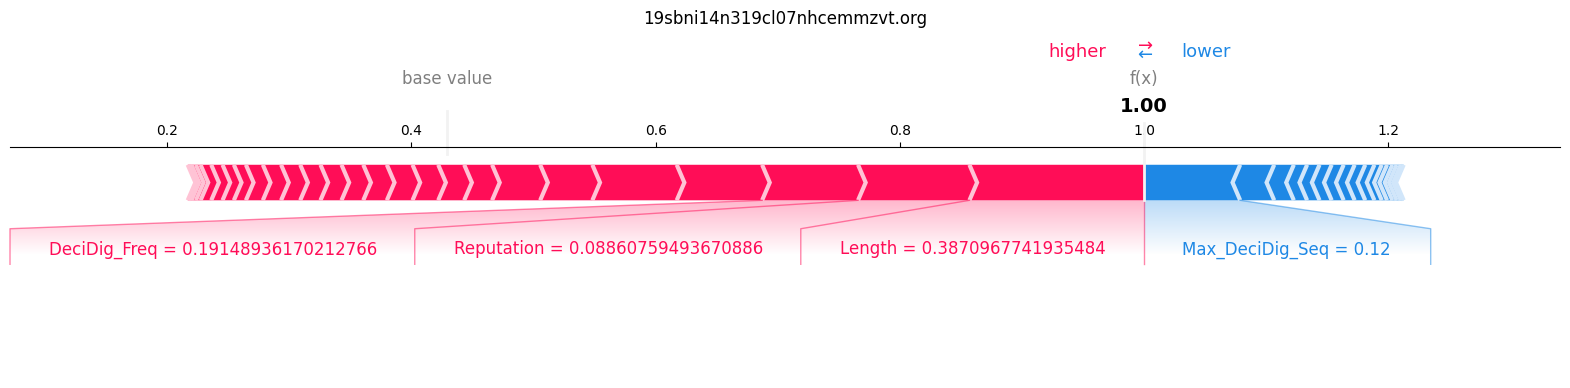 19sbni14n319cl07nhcemmzvt.org
higher ⇄ lower
base value f(x)
1.00
0.2 0.4 0.6 0.8 1.0 1.2
DeciDig_Freq = 0.19148936170212766 Reputation = 0.08860759493670886 Length = 0.3870967741935484 Max_DeciDig_Seq = 0.12